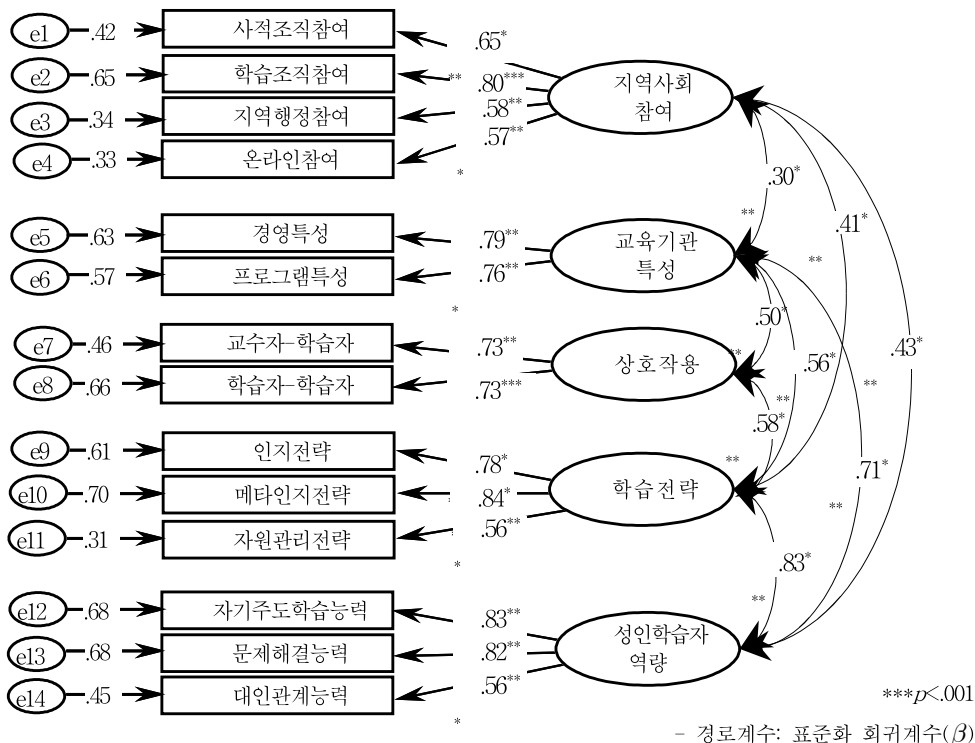 e1 .42 사적조직참여 .65*
e2 .65 학습조직참여 ** .80***
e3 .34 지역행정참여 .58**
e4 .33 온라인참여 .57**
*
지역사회
참여
.30*
.41*
.43*
**
**
e5 .63 경영특성 .79**
e6 .57 프로그램특성 .76**
*
교육기관
특성
.50*
.56*
.71*
**
e7 .46 교수자-학습자 .73**
e8 .66 학습자-학습자 .73***
상호작용
**
**
.58*
e9 .61 인지전략 .78*
e10 .70 메타인지전략 .84*
e11 .31 자원관리전략 .56**
*
학습전략
**
**
.83*
**
e12 .68 자기주도학습능력 .83**
e13 .68 문제해결능력 .82**
e14 .45 대인관계능력 .56**
*
성인학습자
역량
***p<.001
- 경로계수: 표준화 회귀계수(β)